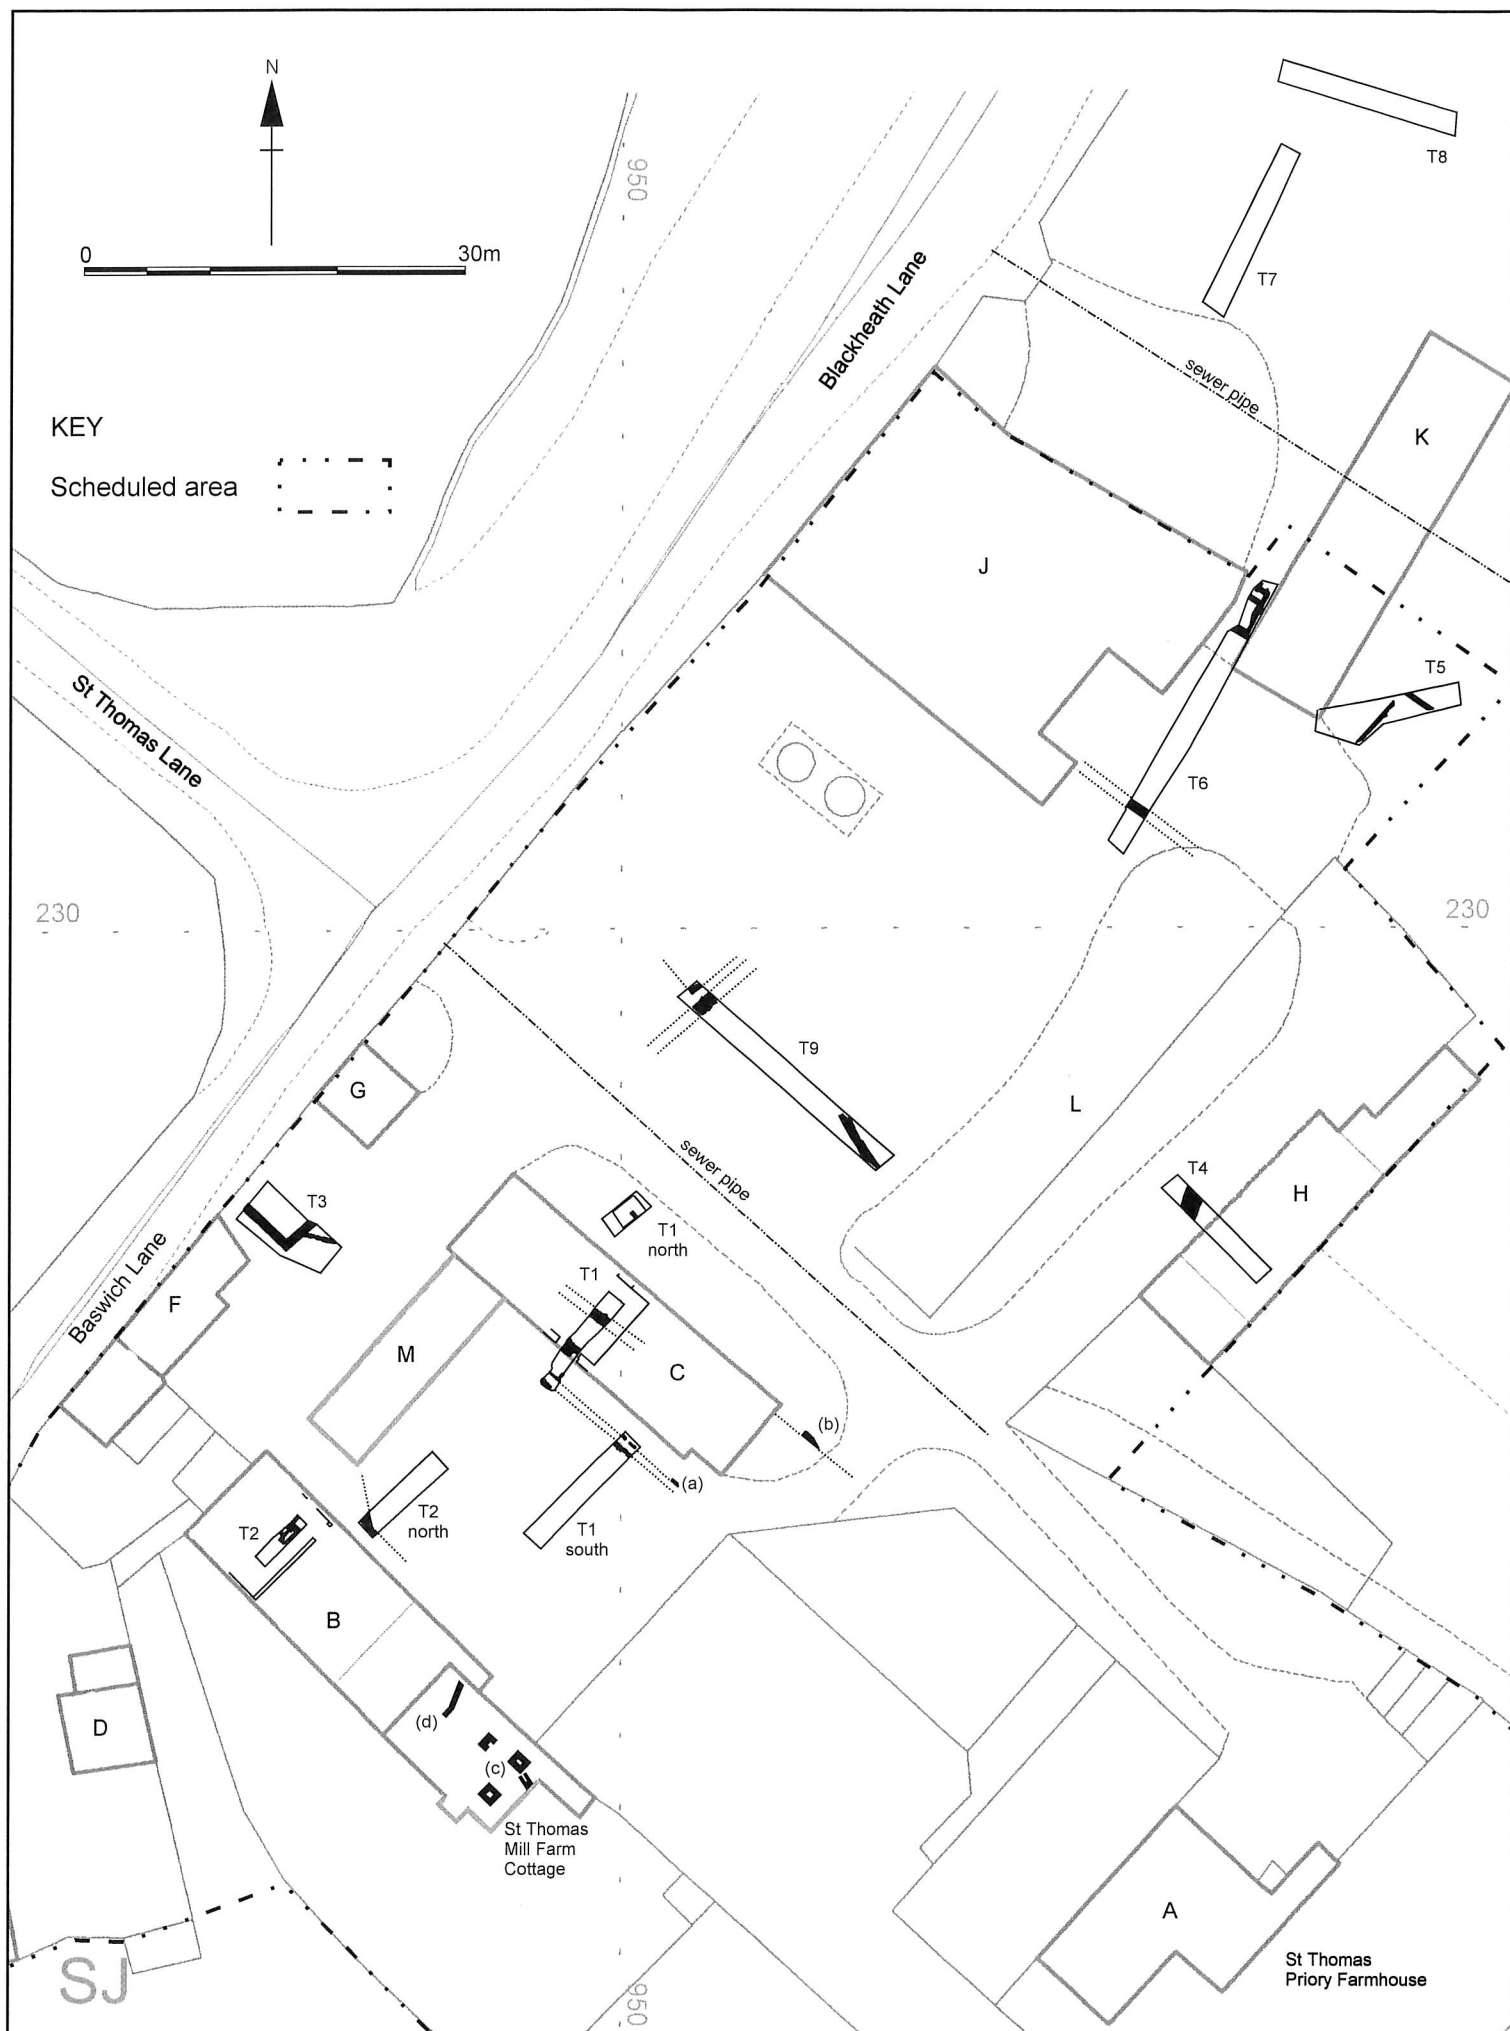 N
0 30m
KEY
Scheduled area
950
Blackheath Lane
T8
T7
sewer pipe
K
J
T5
St Thomas Lane
T6
230
230
T9
G
L
sewer pipe
T4
H
T3
T1
north
T1
Baswich Lane
F
M
C
(b)
(a)
T2
north
T2
T1
south
B
(d)
D
(c)
St Thomas
Mill Farm
Cottage
A
St Thomas
Priory Farmhouse
SJ
950